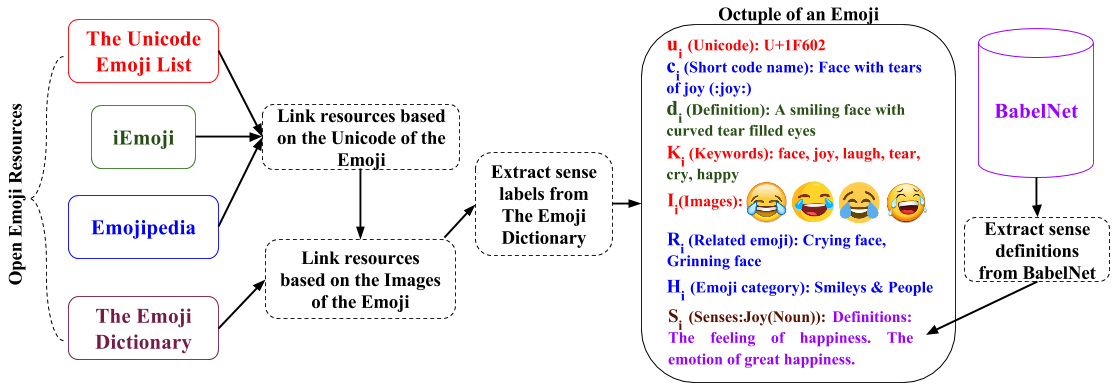 Open Emoji Resources
The Unicode
Emoji List
iEmoji
Emojipedia
The Emoji
Dictionary
Link resources based
on the Unicode of the
Emoji
Link resources
based on the Images
of the Emoji
Extract sense
labels from
The Emoji
Dictionary
Octuple of an Emoji
ui (Unicode): U+1F602
ci (Short code name): Face with tears
of joy (:joy:)
di (Definition): A smiling face with
curved tear filled eyes
Ki (Keywords): face, joy, laugh, tear,
cry, happy
Ii(Images):
Ri (Related emoji): Crying face,
Grinning face
Hi (Emoji category): Smileys & People
Si (Senses:Joy(Noun)): Definitions:
The feeling of happiness. The
emotion of great happiness.
BabelNet
Extract sense
definitions
from BabelNet